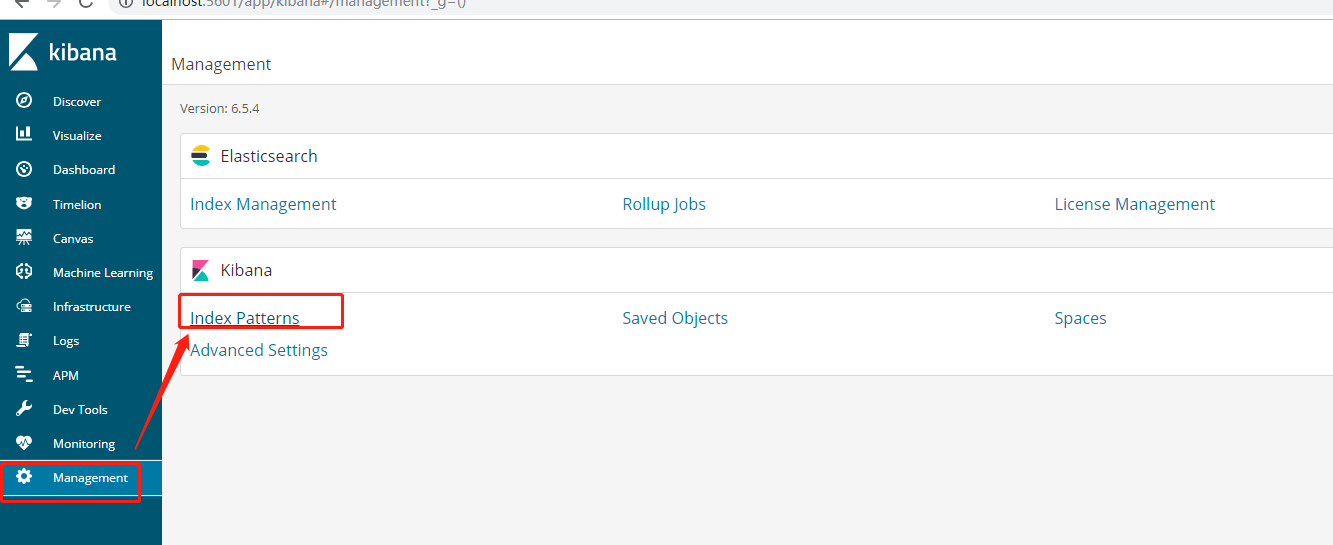 localhost:5601/app/kibana#/management?_g=()
kibana
Management
Version: 6.5.4
Discover
Visualize
Dashboard
Timelion
Canvas
Machine Learning
Infrastructure
Logs
APM
Dev Tools
Monitoring
Management
Elasticsearch
Index Management
Rollup Jobs
License Management
Kibana
Index Patterns
Saved Objects
Spaces
Advanced Settings